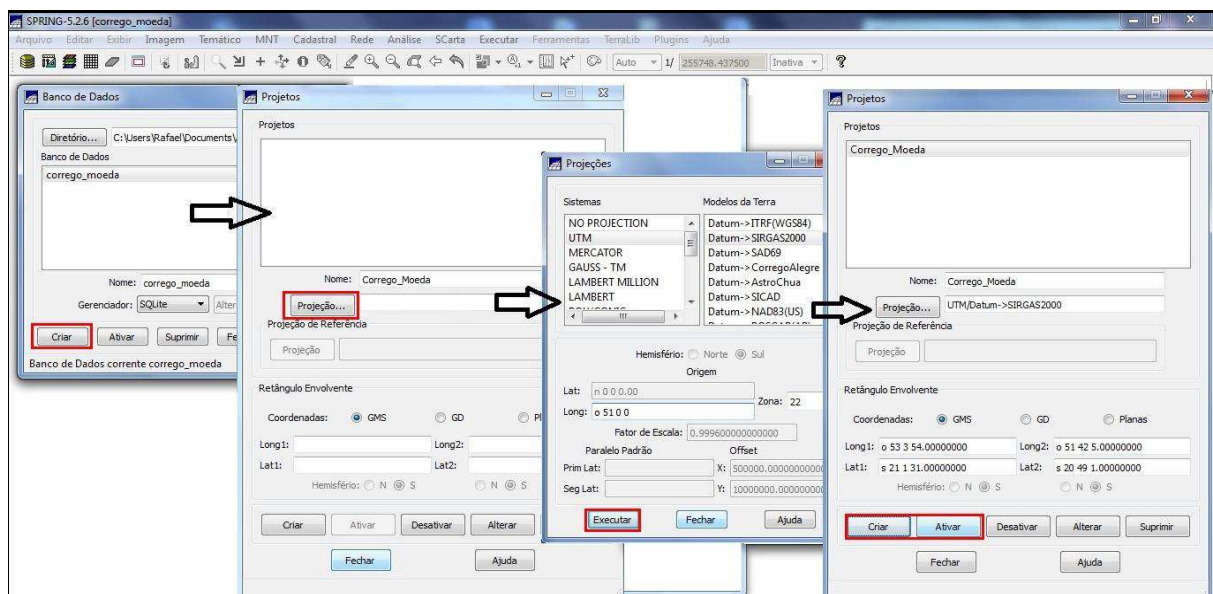 SPRING-5.2.6 [corrego_moeda]
Arquivo Editar Exibir Imagem Temático MNT Cadastral Rede Análise SCarta Executar Ferramentas TerraLib Plugins Ajuda
Auto 1/ 255748.437500 Inativa
Banco de Dados
Diretório... C:\Users\Rafael\Documents\
Banco de Dados
corrego_moeda
Nome: corrego_moeda
Gerenciador: SQLite Alter
Criar Ativar Suprimir Fe
Banco de Dados corrente corrego_moeda
Projetos
Projetos
Nome: Corrego_Moeda
Projeção...
Projeção de Referência
Projeção
Retângulo Envolvente
Coordenadas: GMS GD Pl
Long1: Long2:
Lat1: Lat2:
Hemisfério: N S N S
Criar Ativar Desativar Alterar
Fechar Ajuda
Projeções
Sistemas Modelos da Terra
NO PROJECTION Datum->ITRF(WGS84)
UTM Datum->SIRGAS2000
MERCATOR Datum->SAD69
GAUSS - TM Datum->CorregoAlegre
LAMBERT MILLION Datum->AstroChua
LAMBERT Datum->SICAD
Datum->NAD83(US)
Hemisfério: Norte Sul
Origem
Lat: n 0 0 0.00
Zona: 22
Long: o 51 0 0
Fator de Escala: 0.999600000000000
Paralelo Padrão Offset
Prim Lat: X: 500000.0000000000
Seg Lat: Y: 10000000.00000000
Executar Fechar Ajuda
Projetos
Projetos
Corrego_Moeda
Nome: Corrego_Moeda
Projeção... UTM/Datum->SIRGAS2000
Projeção de Referência
Projeção
Retângulo Envolvente
Coordenadas: GMS GD Planas
Long1: o 53 3 54.00000000 Long2: o 51 42 5.00000000
Lat1: s 21 1 31.00000000 Lat2: s 20 49 1.00000000
Hemisfério: N S N S
Criar Ativar Desativar Alterar Suprimir
Fechar Ajuda